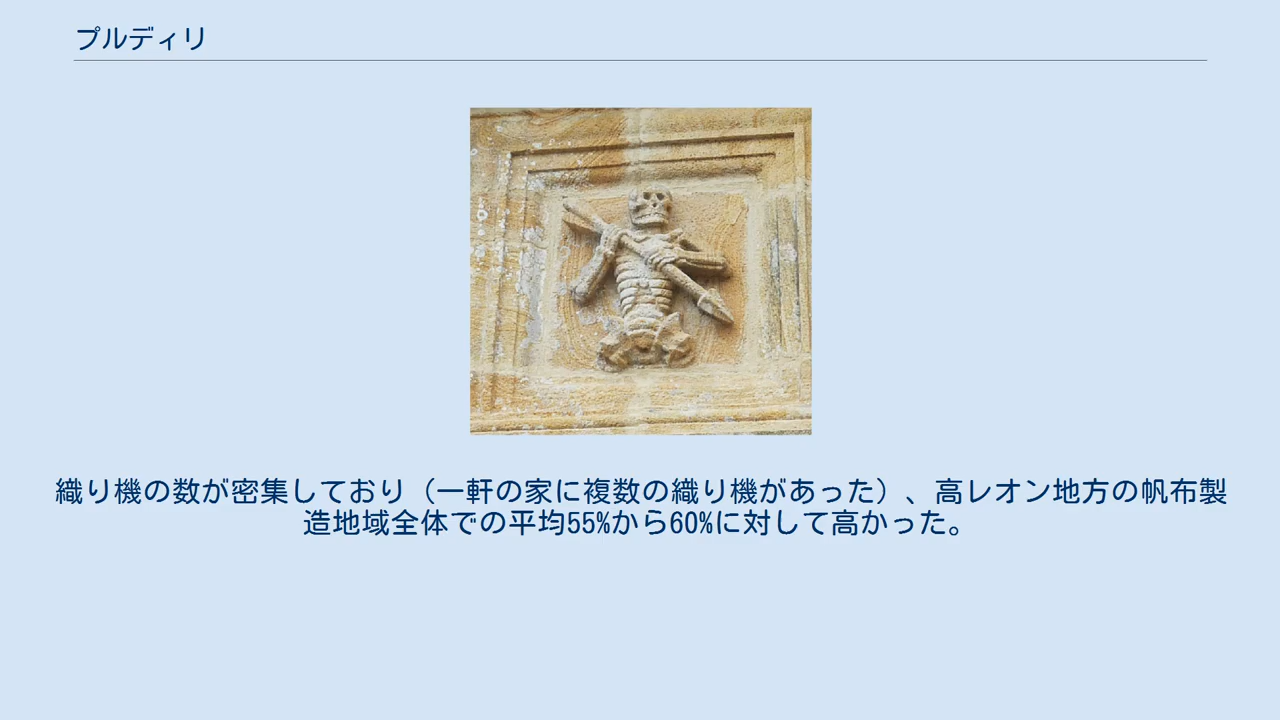 プルディリ
織り機の数が密集しており（一軒の家に複数の織り機があった）、高レオン地方の帆布製
造地域全体での平均55%から60%に対して高かった。